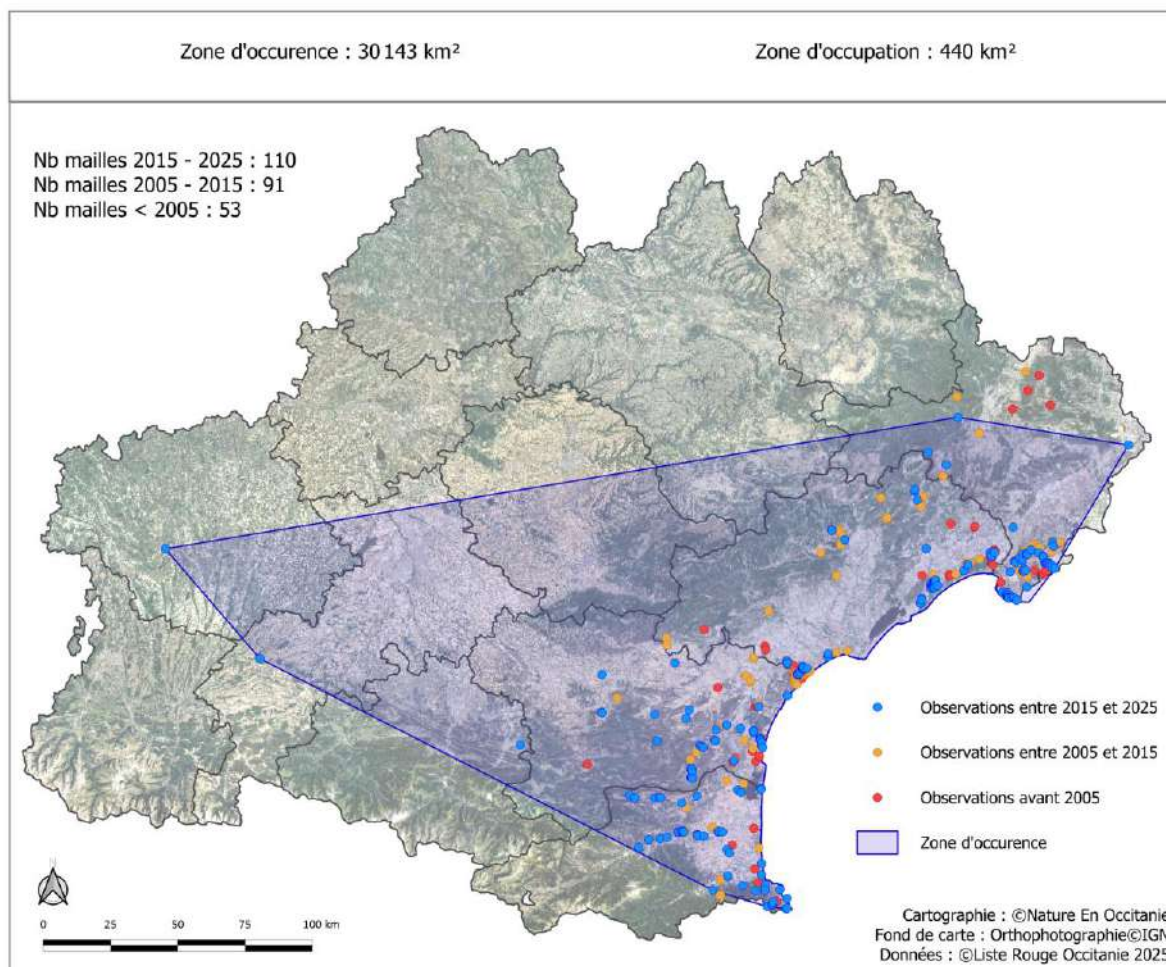 Zone d'occurence : 30 143 km²
Zone d'occupation : 440 km²
Nb mailles 2015 - 2025 : 110
Nb mailles 2005 - 2015 : 91
Nb mailles < 2005 : 53
Observations entre 2015 et 2025
Observations entre 2005 et 2015
Observations avant 2005
Zone d'occurence
N
0 25 50 75 100 km
Cartographie : ©Nature En Occitanie
Fond de carte : Orthophotographie©IGN
Données : ©Liste Rouge Occitanie 2025